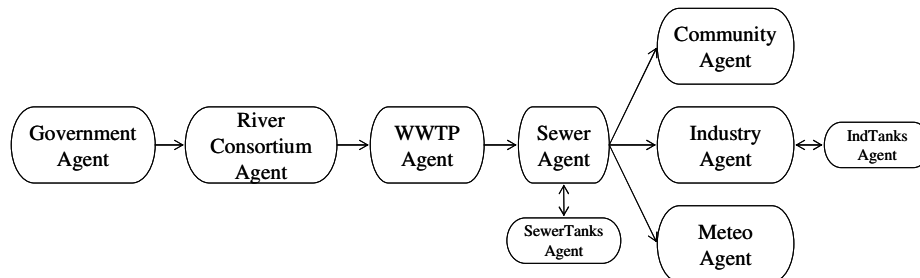 Government
Agent
River
Consortium
Agent
WWTP
Agent
Sewer
Agent
SewerTanks
Agent
Community
Agent
Industry
Agent
IndTanks
Agent
Meteo
Agent